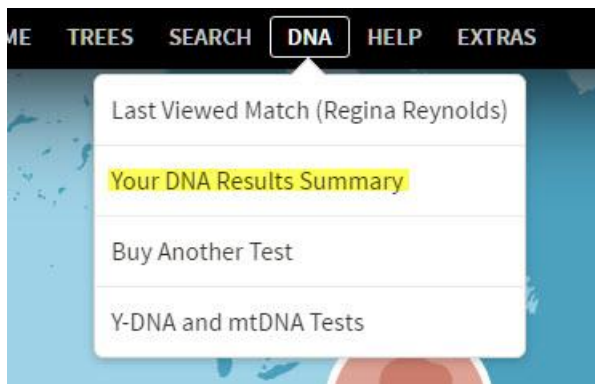 ME TREES SEARCH DNA HELP EXTRAS
Last Viewed Match (Regina Reynolds)
Your DNA Results Summary
Buy Another Test
Y-DNA and mtDNA Tests